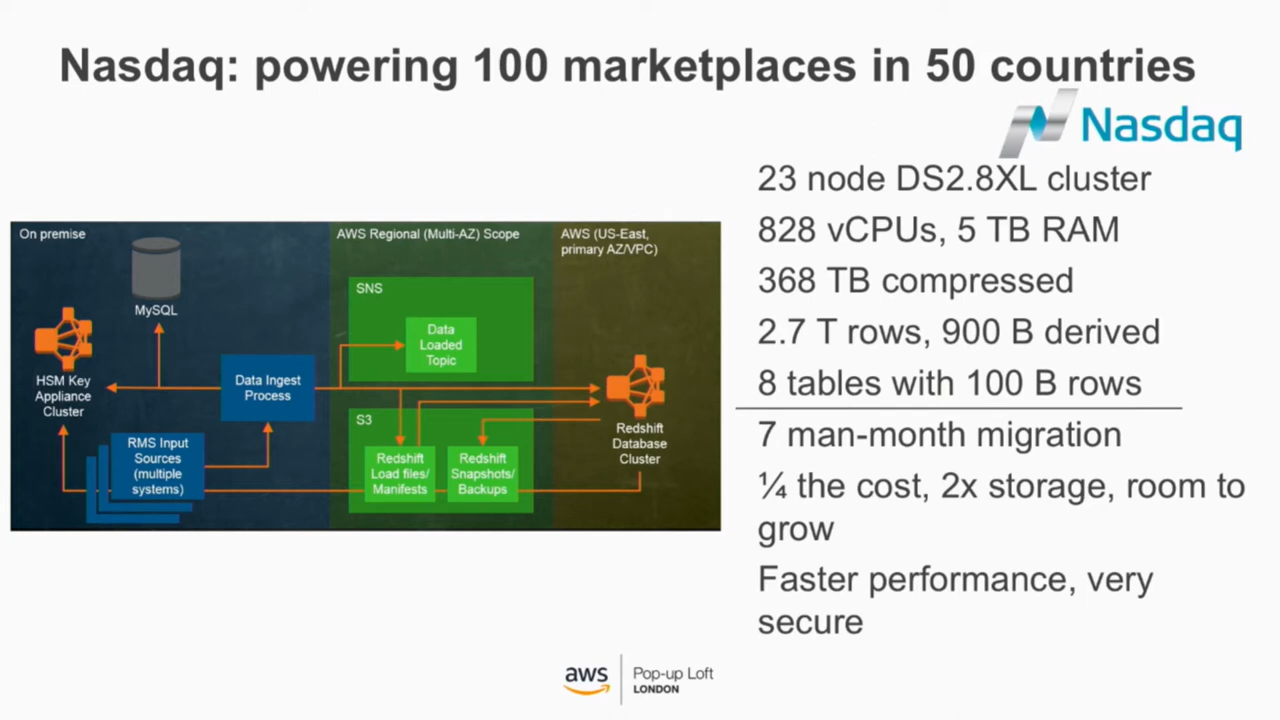 Nasdaq: powering 100 marketplaces in 50 countries
Nasdaq
On premise
MySQL
HSM Key
Appliance
Cluster
Data Ingest
Process
RMS Input
Sources
(multiple
systems)
AWS Regional (Multi-AZ) Scope
SNS
Data
Loaded
Topic
S3
Redshift
Load files/
Manifests
Redshift
Snapshots/
Backups
AWS (US-East,
primary AZ/VPC)
Redshift
Database
Cluster
23 node DS2.8XL cluster
828 vCPUs, 5 TB RAM
368 TB compressed
2.7 T rows, 900 B derived
8 tables with 100 B rows
7 man-month migration
¼ the cost, 2x storage, room to
grow
Faster performance, very
secure
aws
Pop-up Loft
LONDON